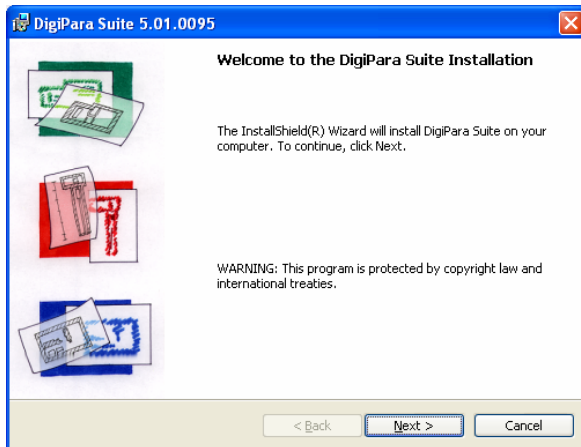 DigiPara Suite 5.01.0095
Welcome to the DigiPara Suite Installation
The InstallShield(R) Wizard will install DigiPara Suite on your
computer. To continue, click Next.
WARNING: This program is protected by copyright law and
international treaties.
< Back Next > Cancel